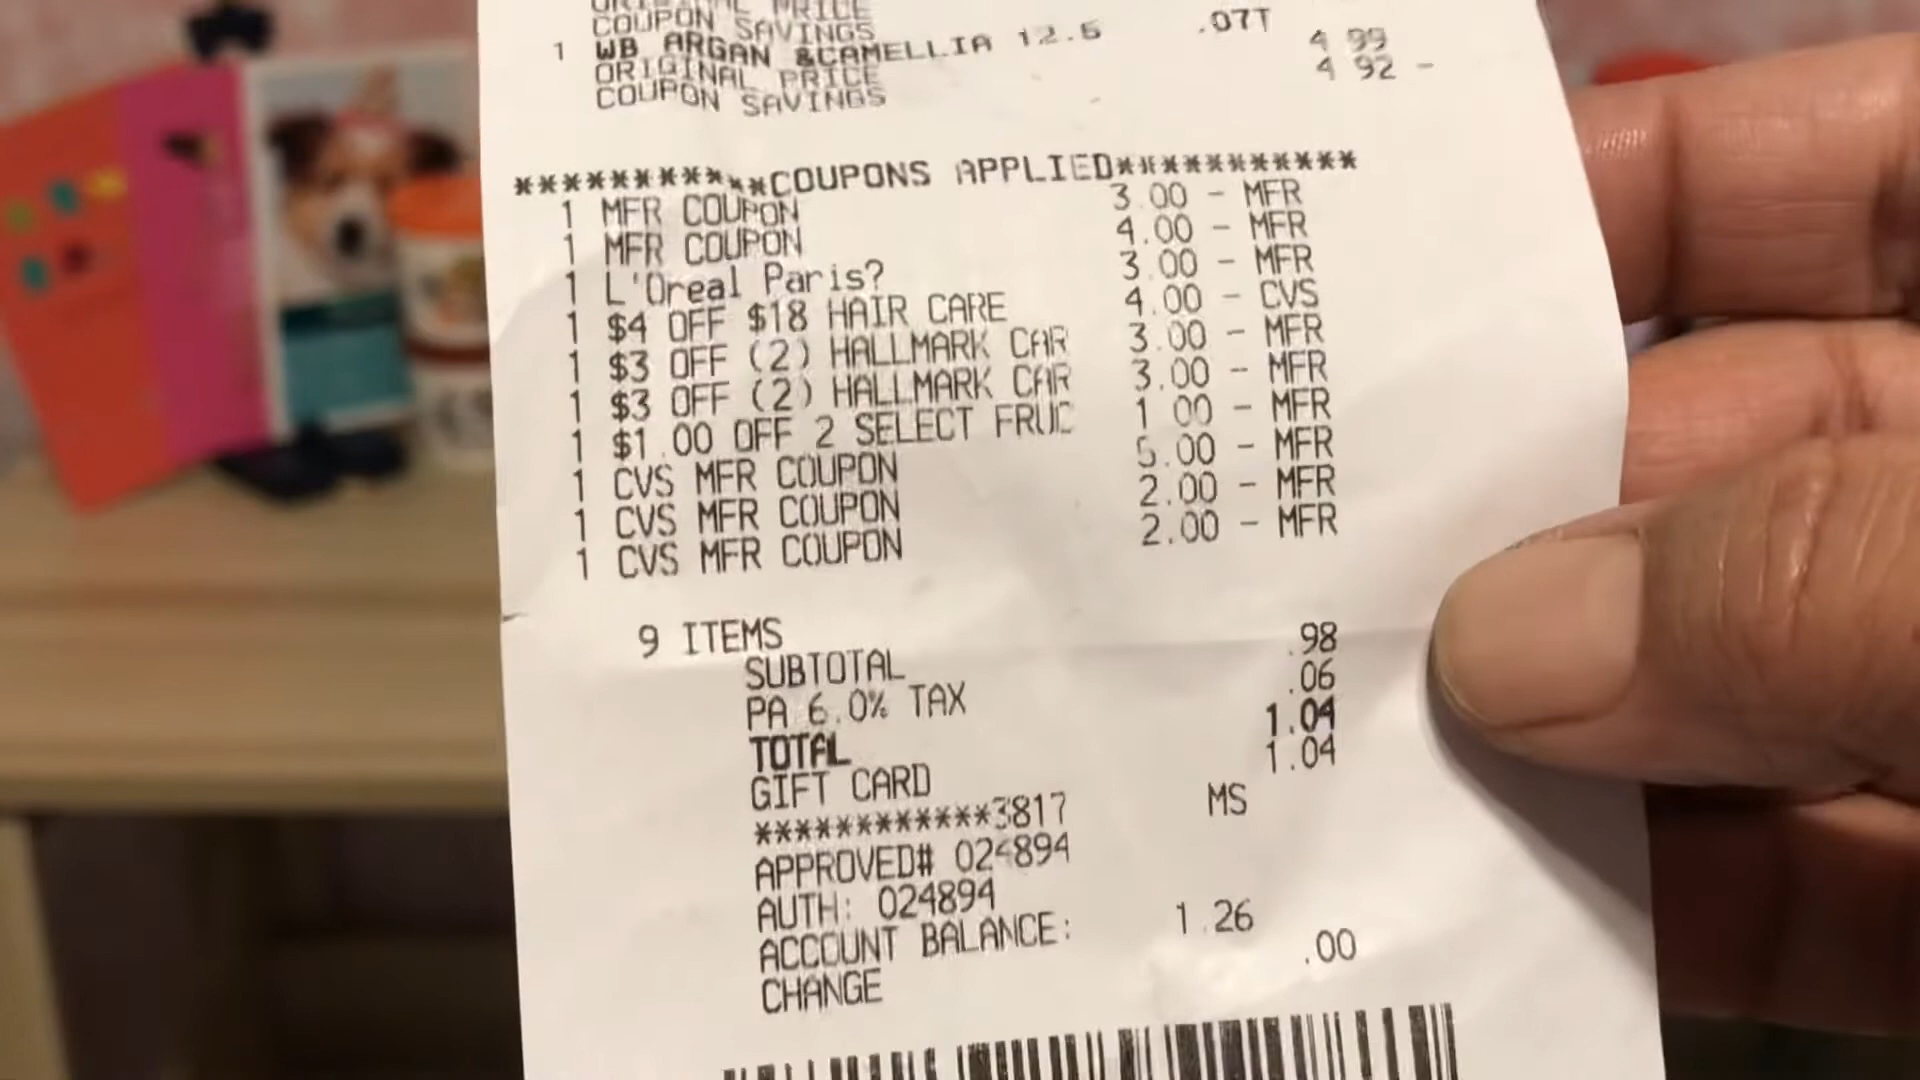 ORIGINAL PRICE
COUPON SAVINGS
1 WB ARGAN &CAMELLIA 12.5 .07T
ORIGINAL PRICE 4 99
COUPON SAVINGS 4 92 -
***********COUPONS APPLIED***********
1 MFR COUPON 3.00 - MFR
1 MFR COUPON 4.00 - MFR
1 L'Oreal Paris? 3.00 - MFR
1 $4 OFF $18 HAIR CARE 4.00 - CVS
1 $3 OFF (2) HALLMARK CAR 3.00 - MFR
1 $3 OFF (2) HALLMARK CAR 3.00 - MFR
1 $1.00 OFF 2 SELECT FRUC 1 00 - MFR
1 CVS MFR COUPON 5.00 - MFR
1 CVS MFR COUPON 2.00 - MFR
1 CVS MFR COUPON 2.00 - MFR
9 ITEMS
SUBTOTAL .98
PA 6.0% TAX .06
TOTAL 1.04
GIFT CARD 1.04
************3817 MS
APPROVED# 024894
AUTH: 024894
ACCOUNT BALANCE: 1.26
CHANGE .00